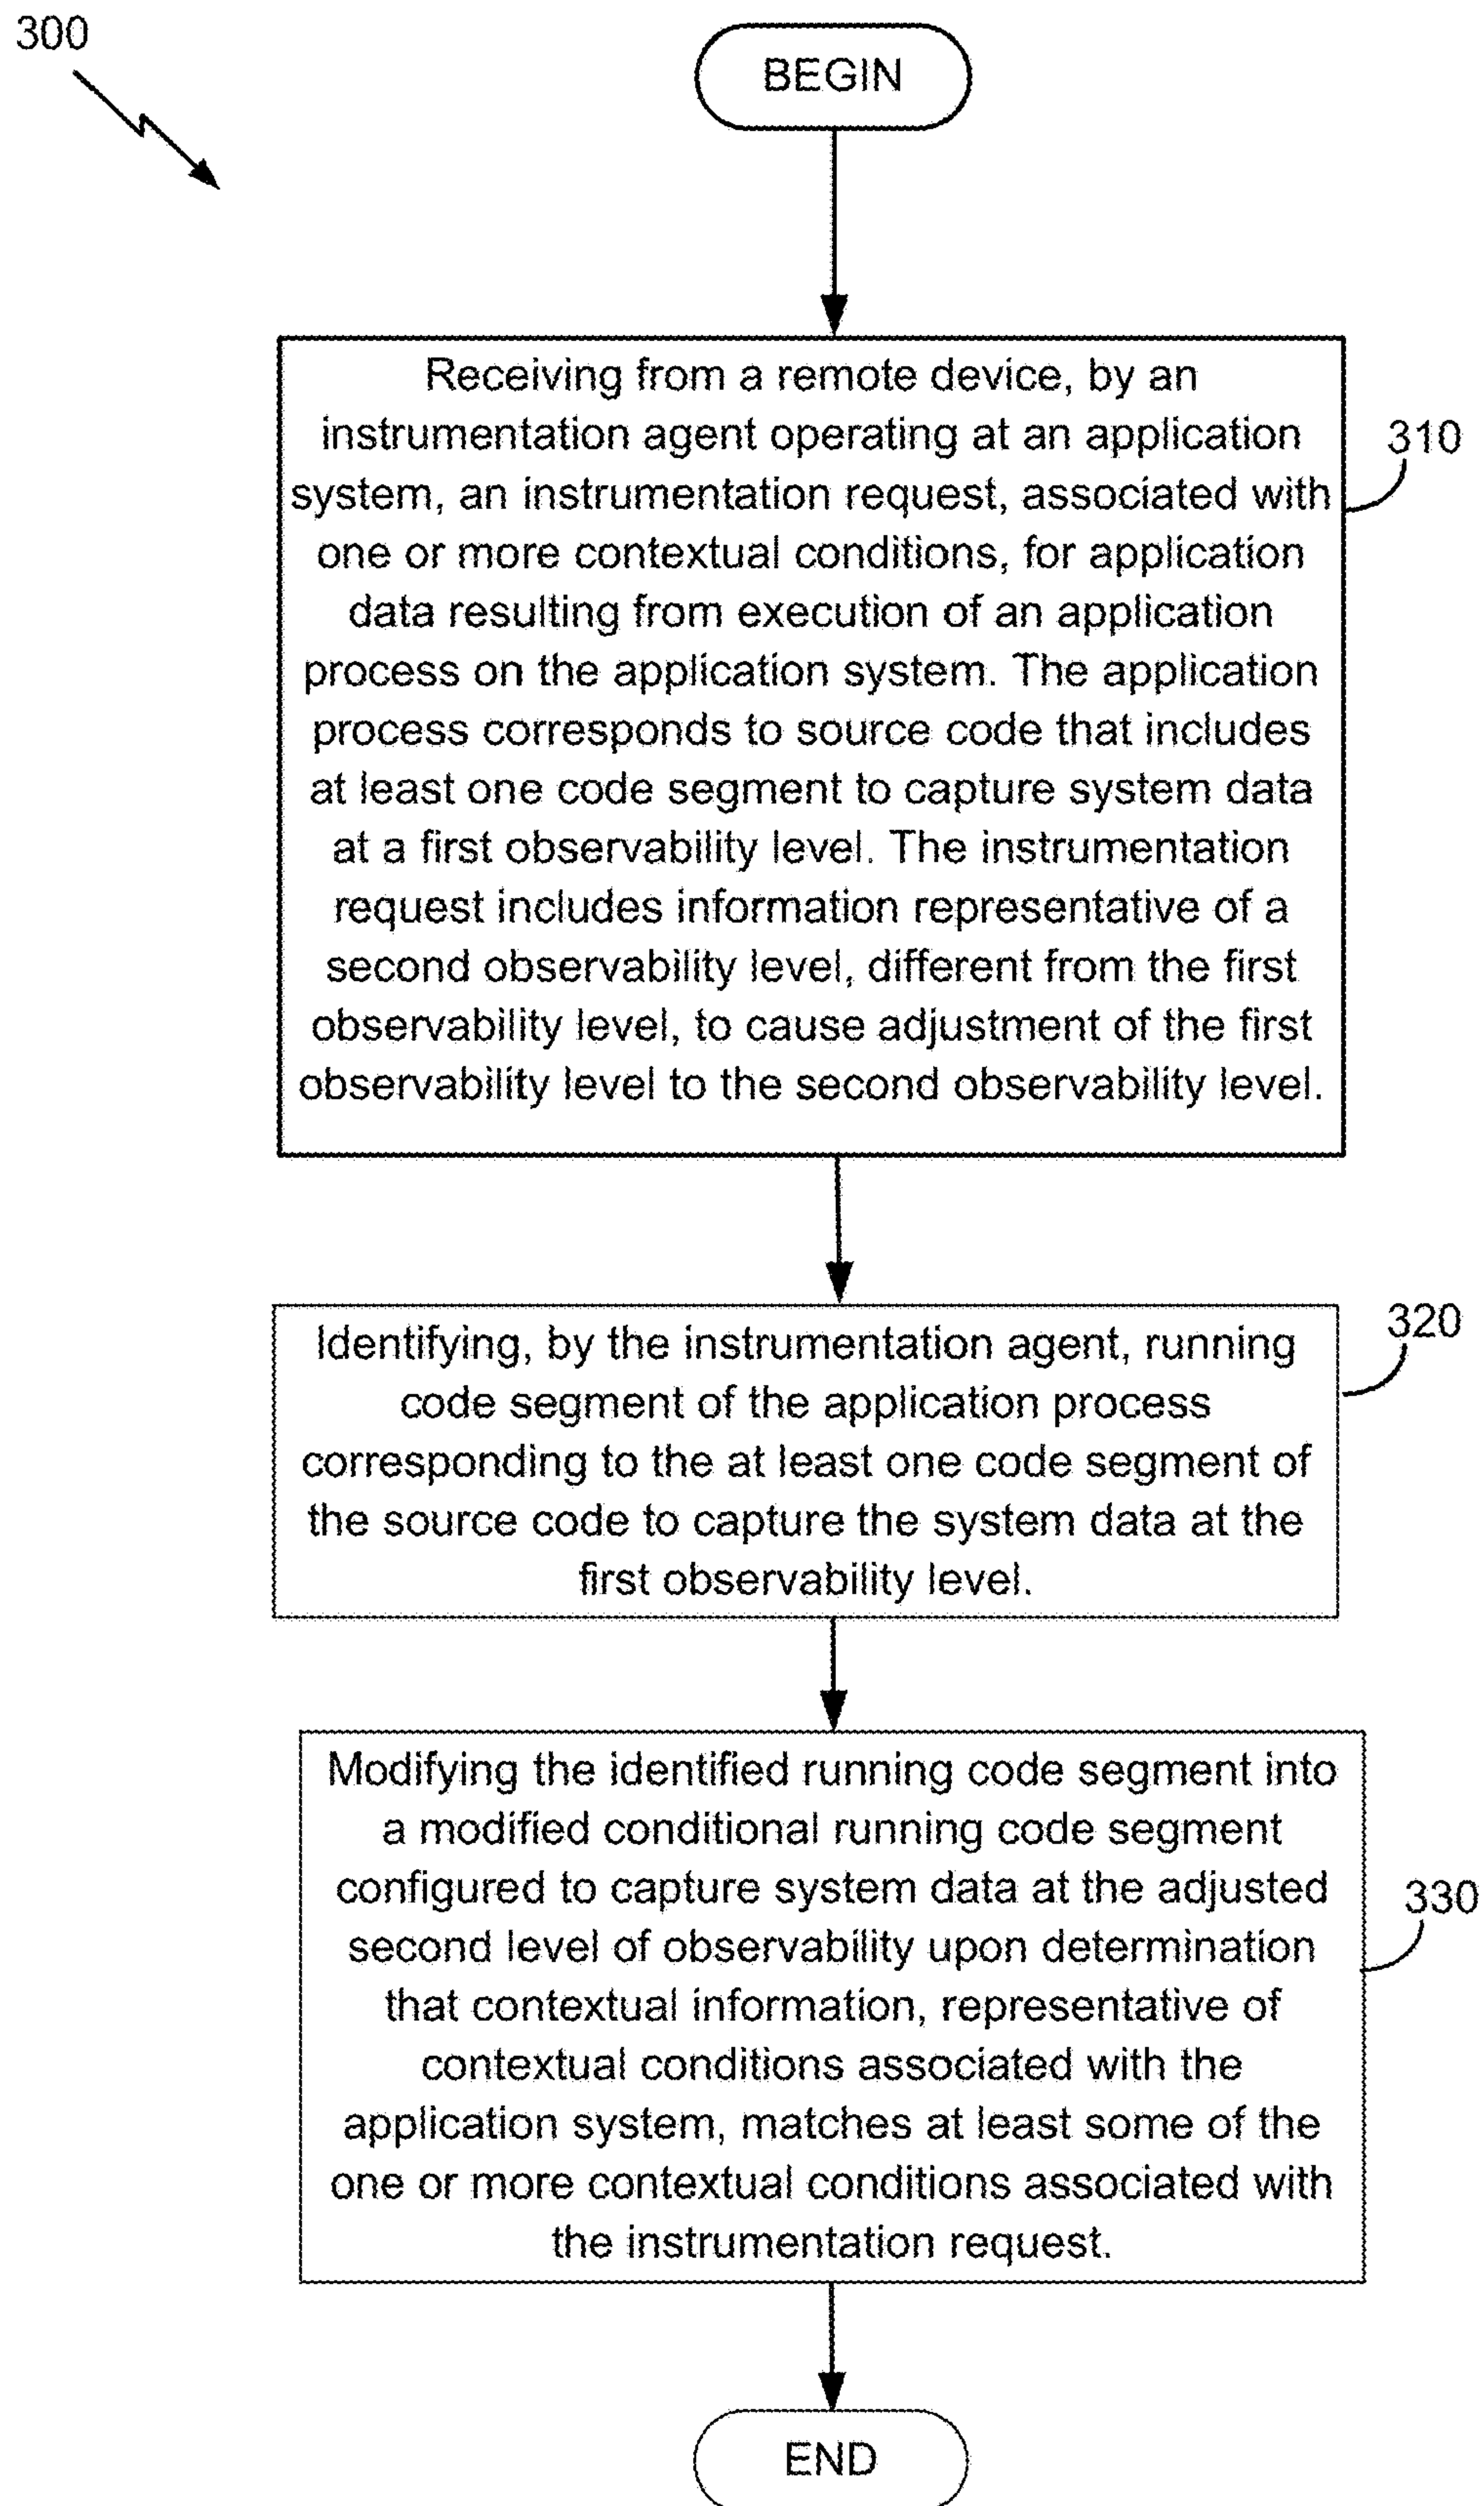 300
BEGIN
Receiving from a remote device, by an
instrumentation agent operating at an application
system, an instrumentation request, associated with
one or more contextual conditions, for application
data resulting from execution of an application
process on the application system. The application
process corresponds to source code that includes
at least one code segment to capture system data
at a first observability level. The instrumentation
request includes information representative of a
second observability level, different from the first
observability level, to cause adjustment of the first
observability level to the second observability level.
310
Identifying, by the instrumentation agent, running
code segment of the application process
corresponding to the at least one code segment of
the source code to capture the system data at the
first observability level.
320
Modifying the identified running code segment into
a modified conditional running code segment
configured to capture system data at the adjusted
second level of observability upon determination
that contextual information, representative of
contextual conditions associated with the
application system, matches at least some of the
one or more contextual conditions associated with
the instrumentation request.
330
END